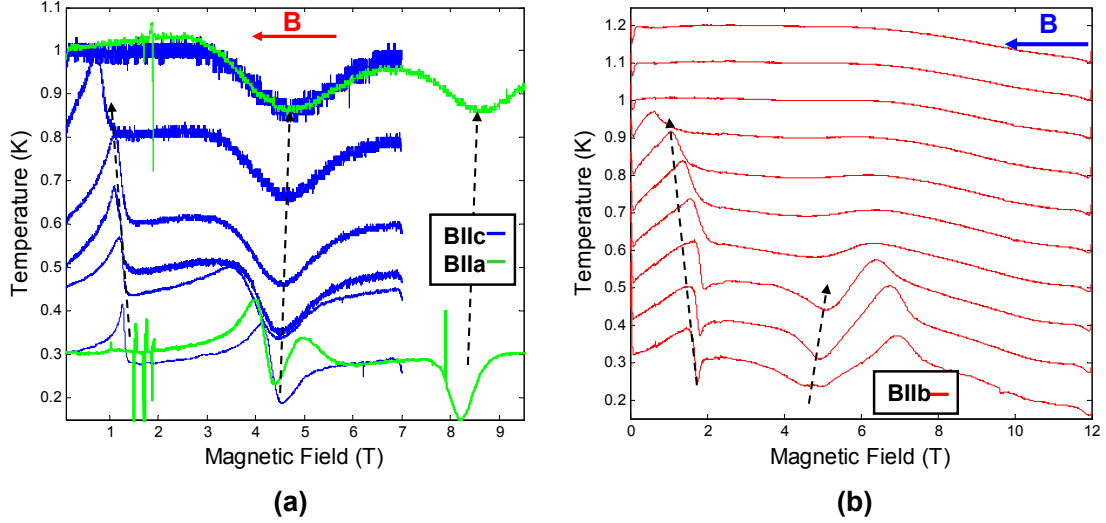 B
1.1
1
0.9
0.8
0.7
0.6
0.5
0.4
0.3
0.2
Temperature (K)
BIIc
BIIa
1 2 3 4 5 6 7 8 9
Magnetic Field (T)
(a)
B
1.2
1.1
1
0.9
0.8
0.7
0.6
0.5
0.4
0.3
0.2
Temperature (K)
BIIb
0 2 4 6 8 10 12
Magnetic Field (T)
(b)